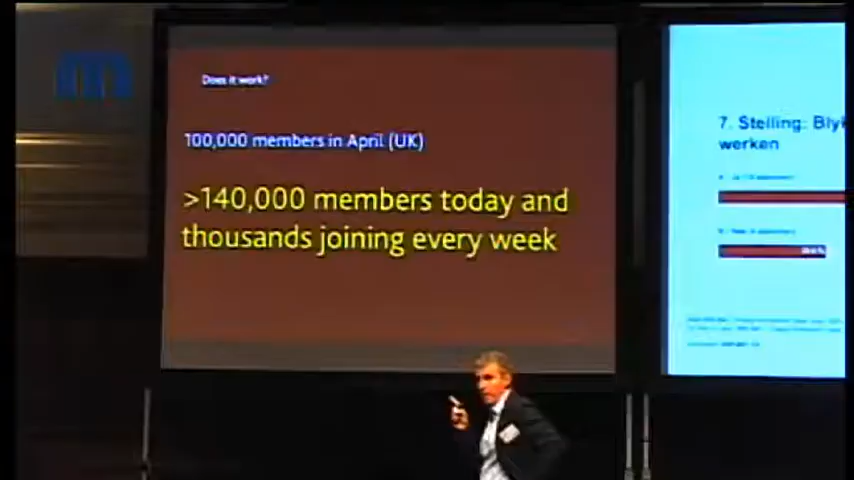 m
Does it work?
100,000 members in April (UK)
>140,000 members today and
thousands joining every week
7. Stelling: Bly
werken